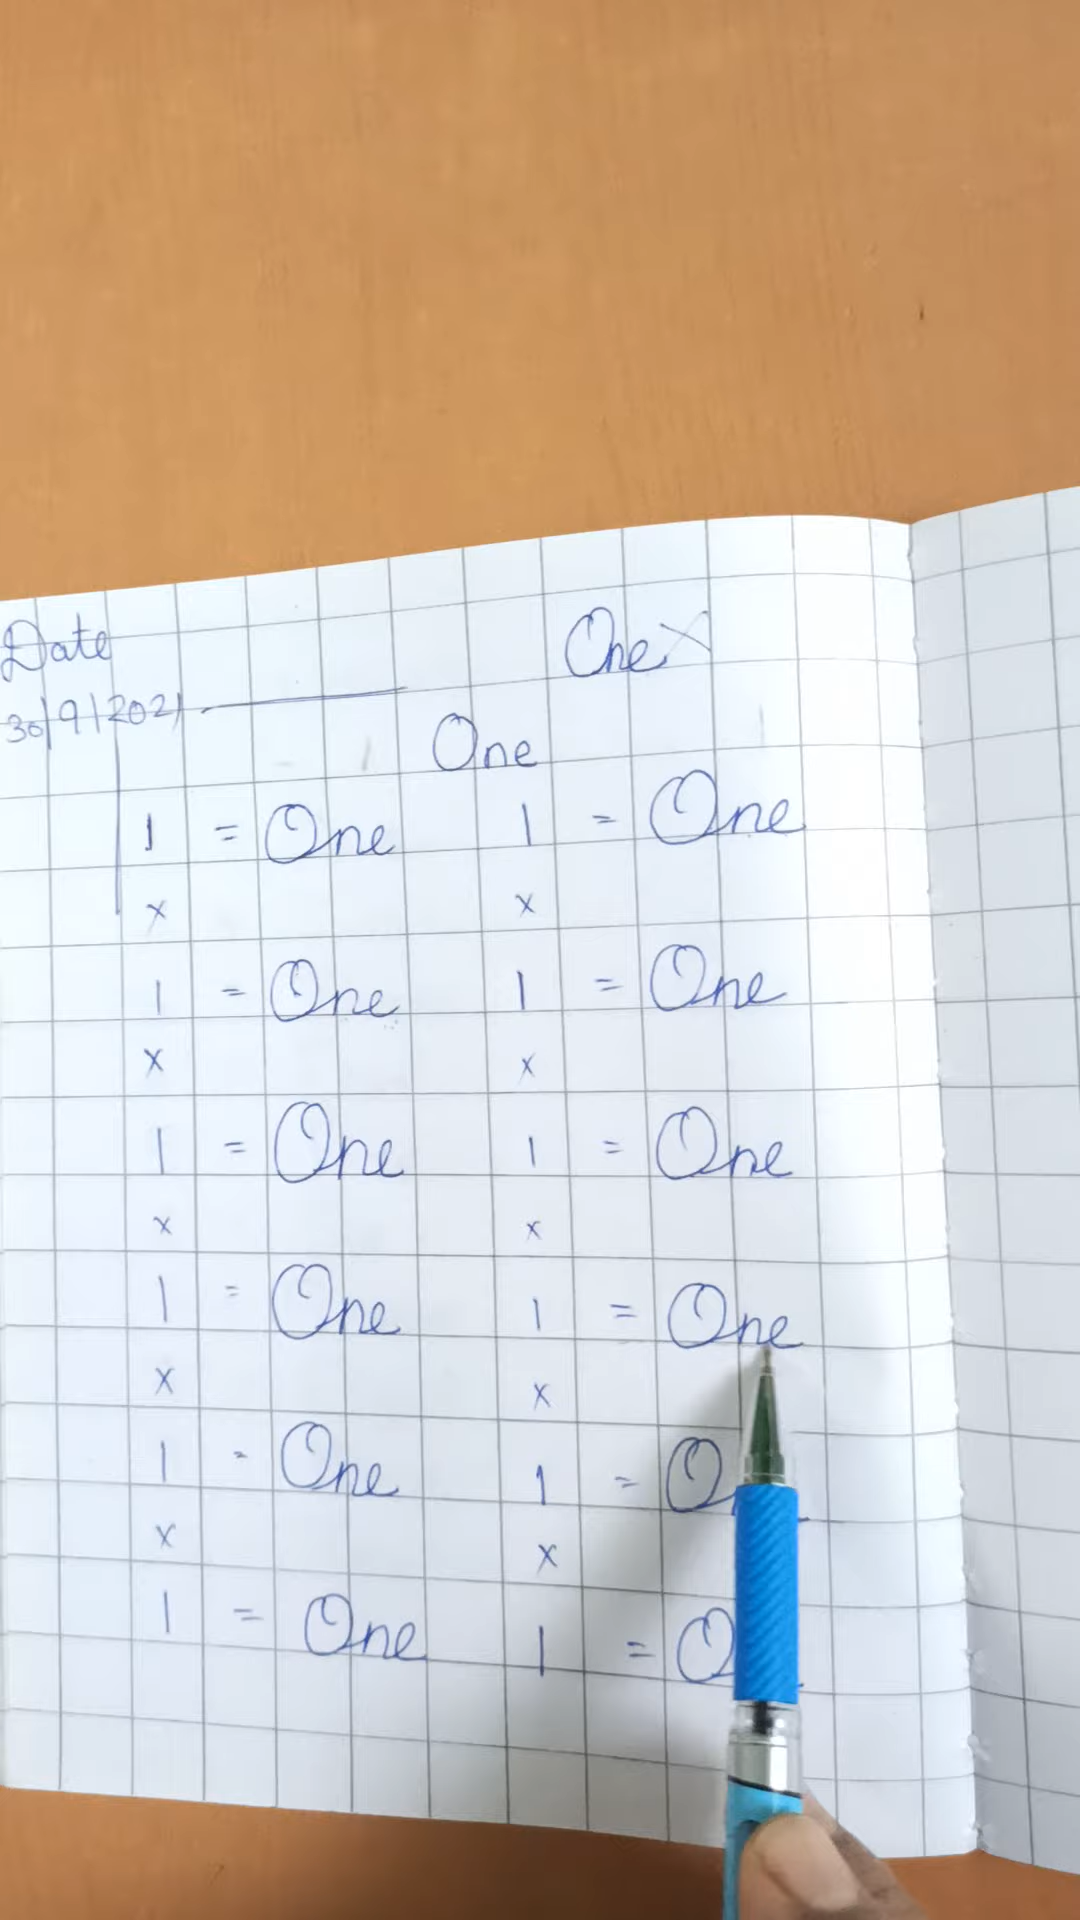 Date One x
30/9/2021
One
1 = One 1 = One
x x
1 = One 1 = One
x x
1 = One 1 = One
x x
1 = One 1 = One
x x
1 = One 1 = O
x x
1 = One 1 = O